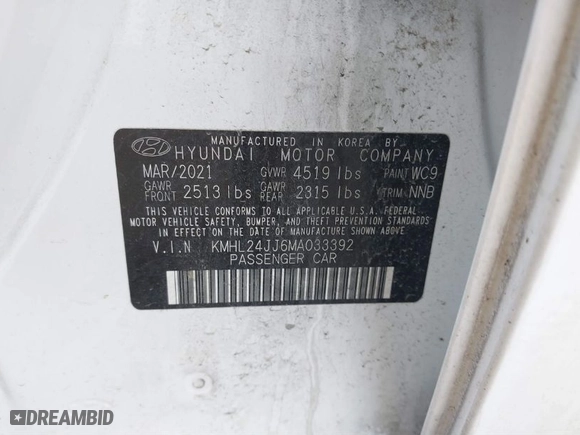 MANUFACTURED IN KOREA BY
HYUNDAI MOTOR COMPANY
MAR/2021 GVWR 4519 lbs PAINT WC9
GAWR FRONT 2513 lbs GAWR REAR 2315 lbs TRIM NNB
THIS VEHICLE CONFORMS TO ALL APPLICABLE U.S.A. FEDERAL
MOTOR VEHICLE SAFETY, BUMPER, AND THEFT PREVENTION
STANDARDS IN EFFECT ON THE DATE OF MANUFACTURE SHOWN ABOVE.
V.I.N KMHL24JJ6MA033392
PASSENGER CAR
DREAMBID